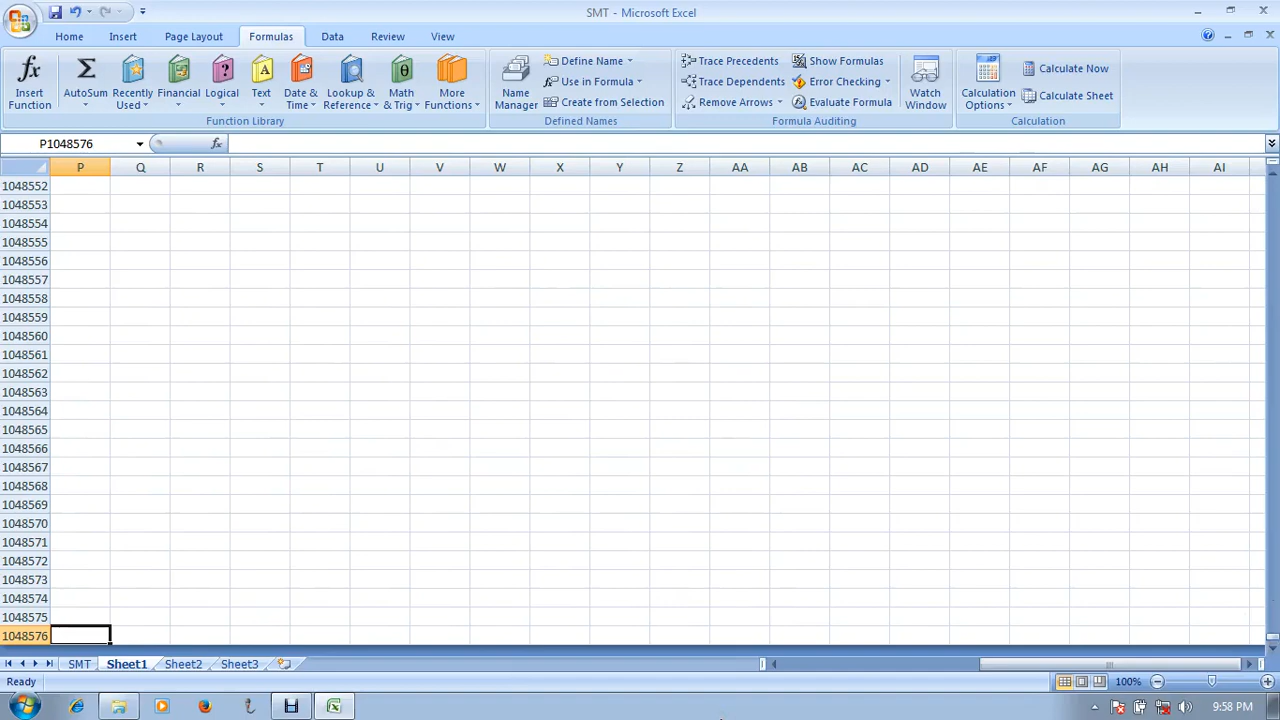 SMT - Microsoft Excel
Home Insert Page Layout Formulas Data Review View
Insert Function
AutoSum
Recently Used
Financial
Logical
Text
Date & Time
Lookup & Reference
Math & Trig
More Functions
Function Library
Name Manager
Define Name
Use in Formula
Create from Selection
Defined Names
Trace Precedents
Trace Dependents
Remove Arrows
Show Formulas
Error Checking
Evaluate Formula
Formula Auditing
Watch Window
Calculation Options
Calculate Now
Calculate Sheet
Calculation
P1048576
P Q R S T U V W X Y Z AA AB AC AD AE AF AG AH AI
1048552
1048553
1048554
1048555
1048556
1048557
1048558
1048559
1048560
1048561
1048562
1048563
1048564
1048565
1048566
1048567
1048568
1048569
1048570
1048571
1048572
1048573
1048574
1048575
1048576
SMT Sheet1 Sheet2 Sheet3
Ready
100%
9:58 PM